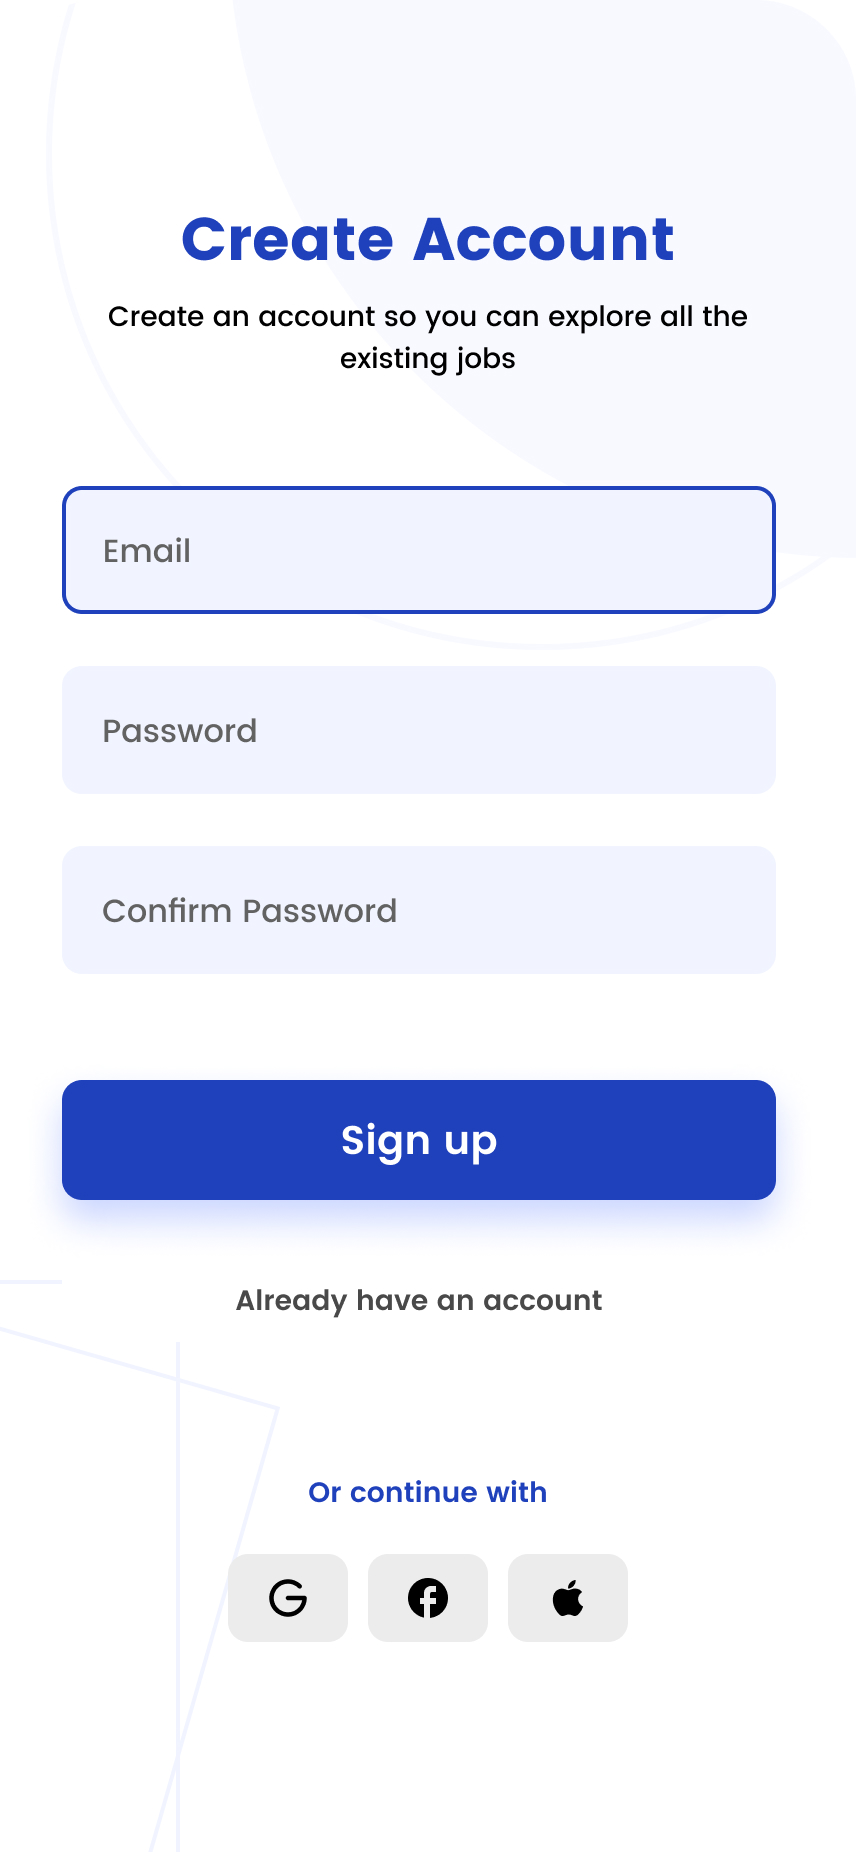 Create Account
Create an account so you can explore all the
existing jobs
Email
Password
Confirm Password
Sign up
Already have an account
Or continue with